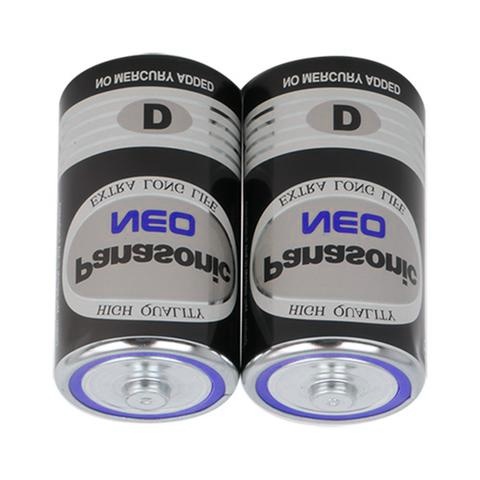 HIGH QUALITY
Panasonic
NEO
EXTRA LONG LIFE
D
NO MERCURY ADDED
HIGH QUALITY
Panasonic
NEO
EXTRA LONG LIFE
D
NO MERCURY ADDED